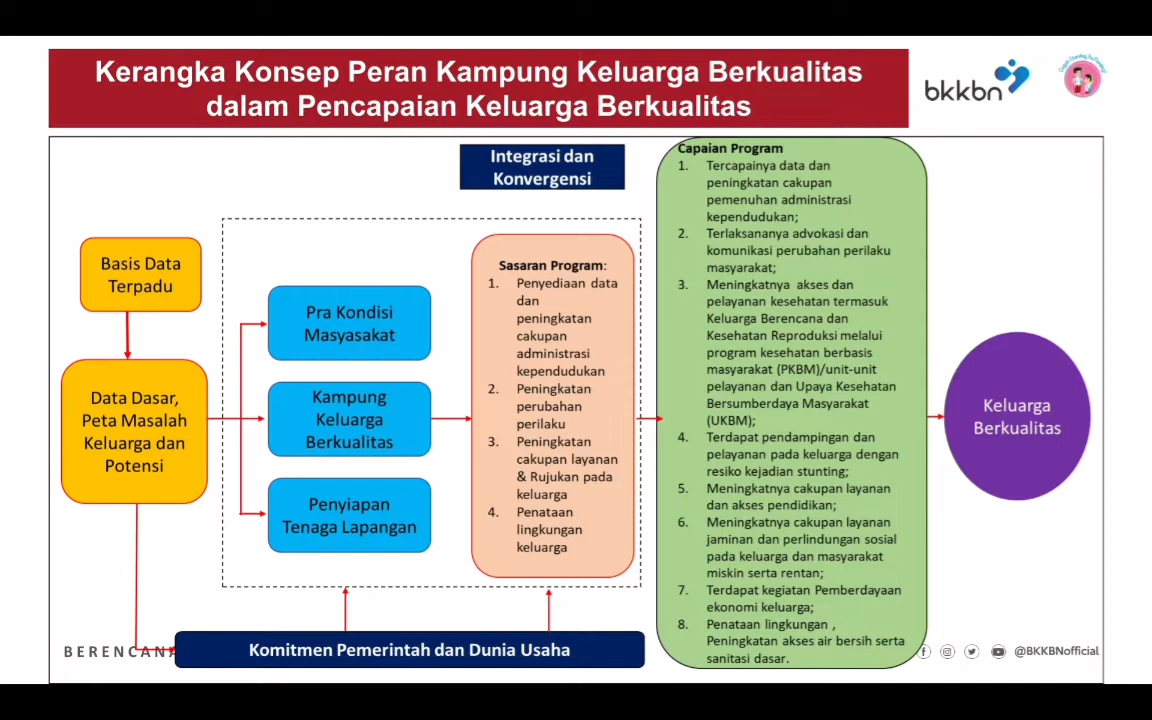 Kerangka Konsep Peran Kampung Keluarga Berkualitas
dalam Pencapaian Keluarga Berkualitas
bkkbn
Integrasi dan
Konvergensi
Basis Data
Terpadu
Data Dasar,
Peta Masalah
Keluarga dan
Potensi
Pra Kondisi
Masyasakat
Kampung
Keluarga
Berkualitas
Penyiapan
Tenaga Lapangan
Sasaran Program:
1. Penyediaan data
dan
peningkatan
cakupan
administrasi
kependudukan
2. Peningkatan
perubahan
perilaku
3. Peningkatan
cakupan layanan
& Rujukan pada
keluarga
4. Penataan
lingkungan
keluarga
Capaian Program
1. Tercapainya data dan
peningkatan cakupan
pemenuhan administrasi
kependudukan;
2. Terlaksananya advokasi dan
komunikasi perubahan perilaku
masyarakat;
3. Meningkatnya akses dan
pelayanan kesehatan termasuk
Keluarga Berencana dan
Kesehatan Reproduksi melalui
program kesehatan berbasis
masyarakat (PKBM)/unit-unit
pelayanan dan Upaya Kesehatan
Bersumberdaya Masyarakat
(UKBM);
4. Terdapat pendampingan dan
pelayanan pada keluarga dengan
resiko kejadian stunting;
5. Meningkatnya cakupan layanan
dan akses pendidikan;
6. Meningkatnya cakupan layanan
jaminan dan perlindungan sosial
pada keluarga dan masyarakat
miskin serta rentan;
7. Terdapat kegiatan Pemberdayaan
ekonomi keluarga;
8. Penataan lingkungan ,
Peningkatan akses air bersih serta
sanitasi dasar.
Keluarga
Berkualitas
BERENCANA
Komitmen Pemerintah dan Dunia Usaha
@BKKBNofficial